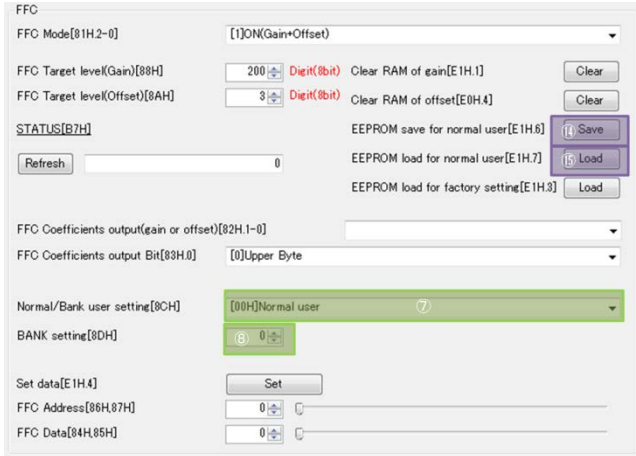 FFC
FFC Mode[81H.2-0] [1]ON(Gain+Offset)
FFC Target level(Gain)[88H] 200 Digit(8bit) Clear RAM of gain[E1H.1] Clear
FFC Target level(Offset)[8AH] 3 Digit(8bit) Clear RAM of offset[E0H.4] Clear
STATUS[B7H] EEPROM save for normal user[E1H.6] ⑭ Save
Refresh 0 EEPROM load for normal user[E1H.7] ⑮ Load
EEPROM load for factory setting[E1H.3] Load
FFC Coefficients output(gain or offset)[82H.1-0]
FFC Coefficients output Bit[83H.0] [0]Upper Byte
Normal/Bank user setting[8CH] [00H]Normal user ⑦
BANK setting[8DH] ⑧ 0
Set data[E1H.4] Set
FFC Address[86H,87H] 0
FFC Data[84H,85H] 0